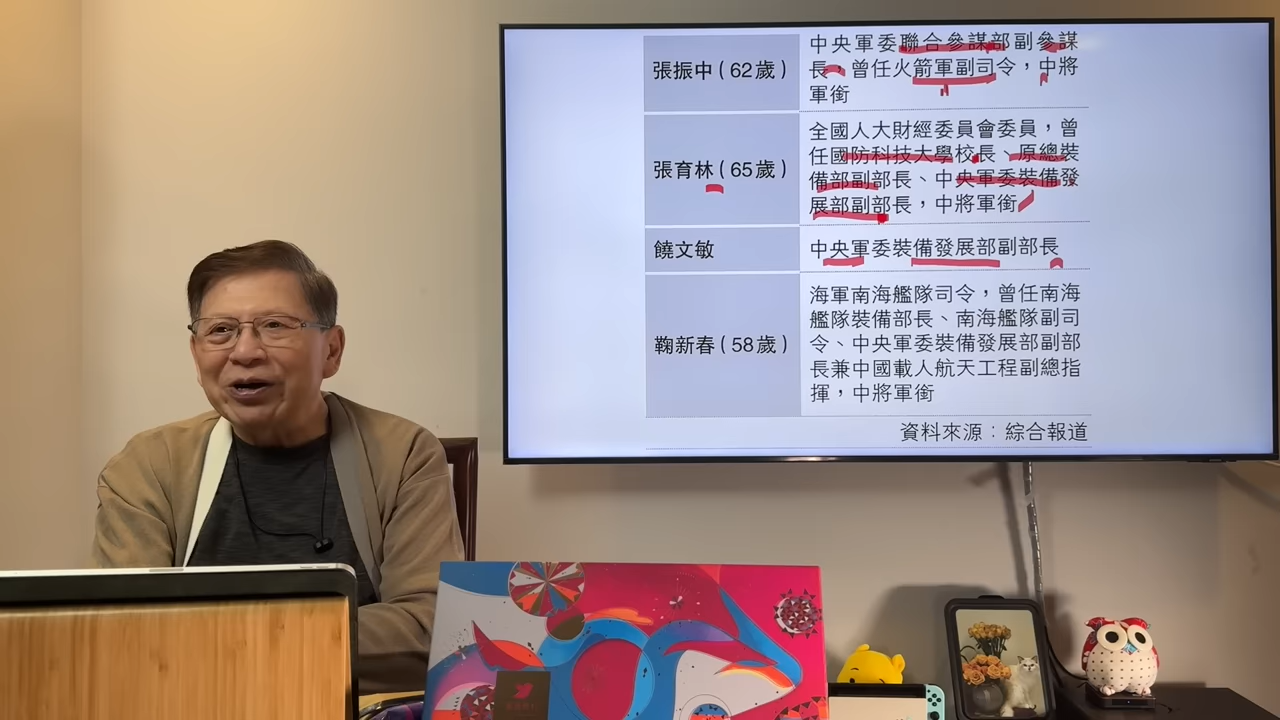 張振中（62歲）
中央軍委聯合參謀部副參謀
長，曾任火箭軍副司令，中將
軍銜
張育林（65歲）
全國人大財經委員會委員，曾
任國防科技大學校長、原總裝
備部副部長、中央軍委裝備發
展部副部長，中將軍銜
饒文敏
中央軍委裝備發展部副部長
鞠新春（58歲）
海軍南海艦隊司令，曾任南海
艦隊裝備部長、南海艦隊副司
令、中央軍委裝備發展部副部
長兼中國載人航天工程副總指
揮，中將軍銜
資料來源：綜合報道